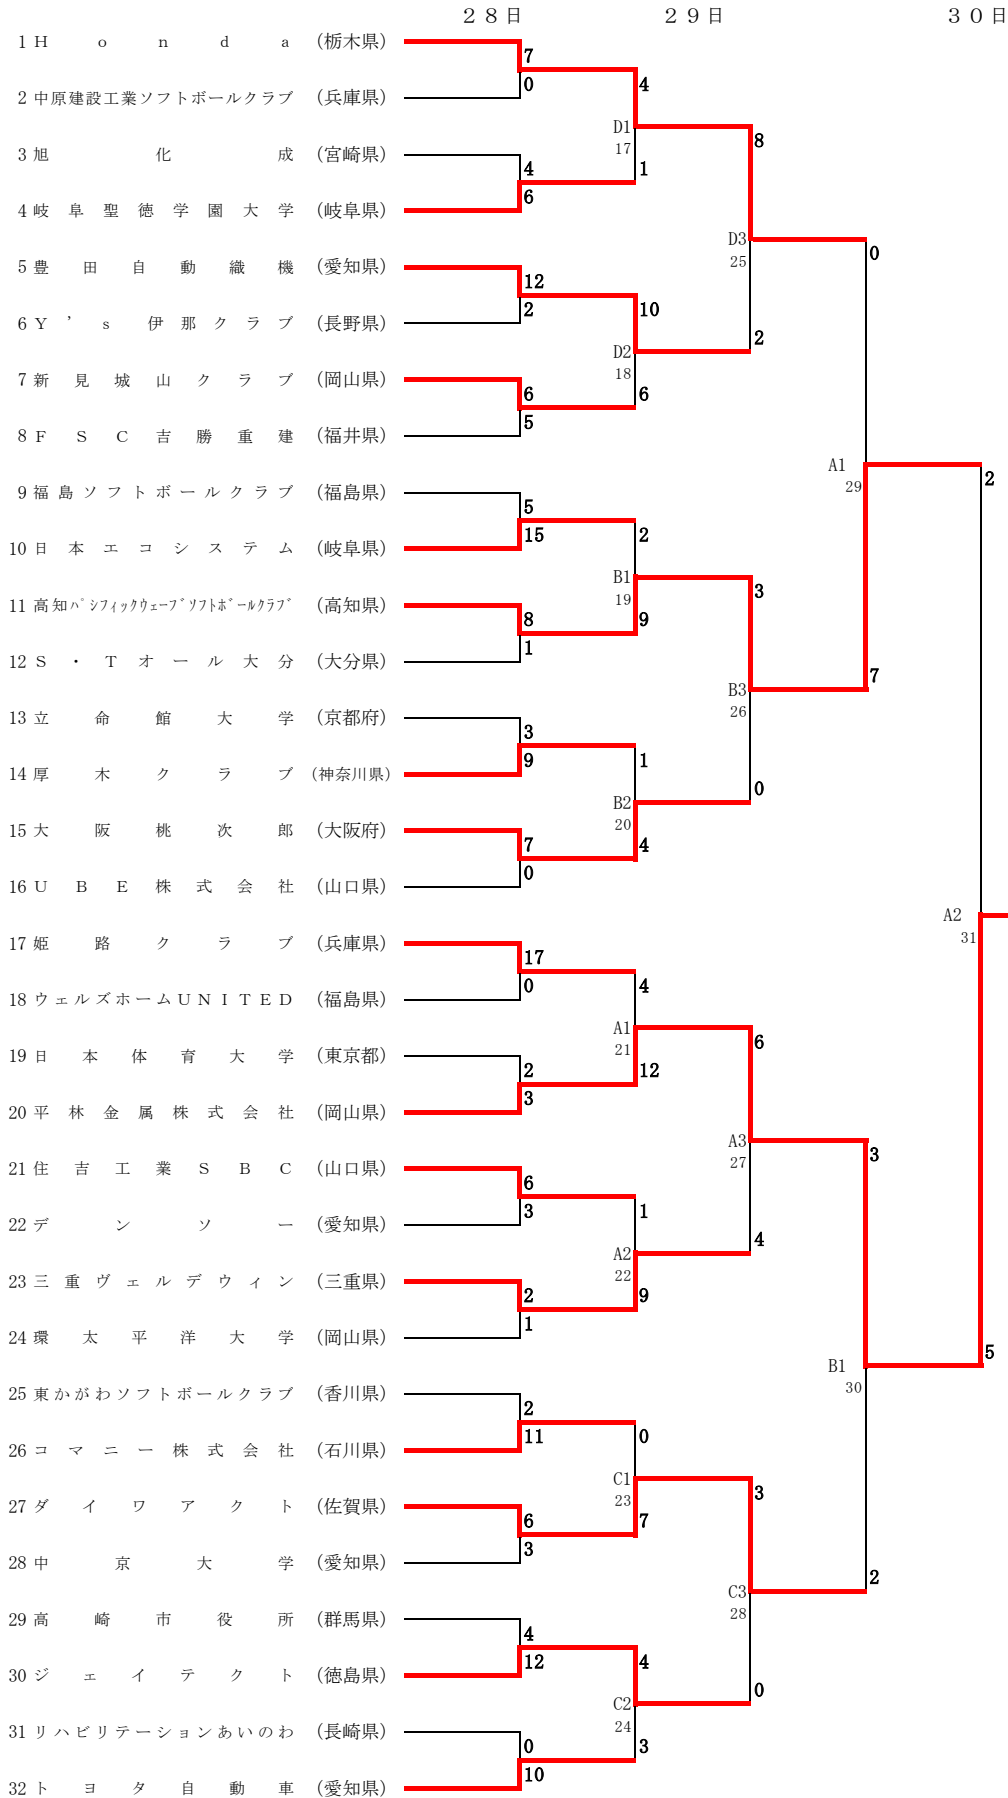 ２８日 ２９日 ３０日
1 Ｈｏｎｄａ （栃木県）
7
0
2 中原建設工業ソフトボールクラブ （兵庫県）
4
D1
17
1
3 旭化成 （宮崎県）
4
6
4 岐阜聖徳学園大学 （岐阜県）
8
D3
25
2
5 豊田自動織機 （愛知県）
12
2
6 Ｙ’ｓ伊那クラブ （長野県）
10
D2
18
6
7 新見城山クラブ （岡山県）
6
5
8 ＦＳＣ吉勝重建 （福井県）
0
A1
29
7
9 福島ソフトボールクラブ （福島県）
5
15
10 日本エコシステム （岐阜県）
2
B1
19
9
11 高知ﾊﾟｼﾌｨｯｸｳｪｰﾌﾞｿﾌﾄﾎﾞｰﾙｸﾗﾌﾞ （高知県）
8
1
12 Ｓ・Ｔオール大分 （大分県）
3
B3
26
0
13 立命館大学 （京都府）
3
9
14 厚木クラブ （神奈川県）
1
B2
20
4
15 大阪桃次郎 （大阪府）
7
0
16 ＵＢＥ株式会社 （山口県）
2
A2
31
5
17 姫路クラブ （兵庫県）
17
0
18 ウェルズホームＵＮＩＴＥＤ （福島県）
4
A1
21
12
19 日本体育大学 （東京都）
2
3
20 平林金属株式会社 （岡山県）
6
A3
27
4
21 住吉工業ＳＢＣ （山口県）
6
3
22 デンソー （愛知県）
1
A2
22
9
23 三重ヴェルデウィン （三重県）
2
1
24 環太平洋大学 （岡山県）
3
B1
30
2
25 東かがわソフトボールクラブ （香川県）
2
11
26 コマニー株式会社 （石川県）
0
C1
23
7
27 ダイワアクト （佐賀県）
6
3
28 中京大学 （愛知県）
3
C3
28
0
29 高崎市役所 （群馬県）
4
12
30 ジェイテクト （徳島県）
4
C2
24
3
31 リハビリテーションあいのわ （長崎県）
0
10
32 トヨタ自動車 （愛知県）